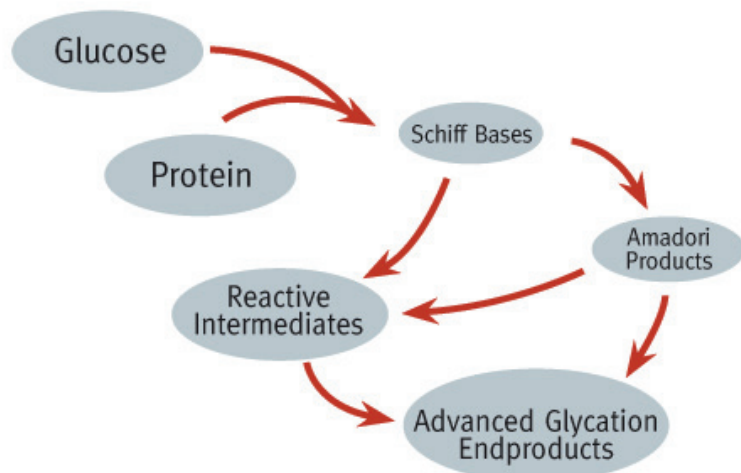 Glucose
Protein
Schiff Bases
Amadori
Products
Reactive
Intermediates
Advanced Glycation
Endproducts